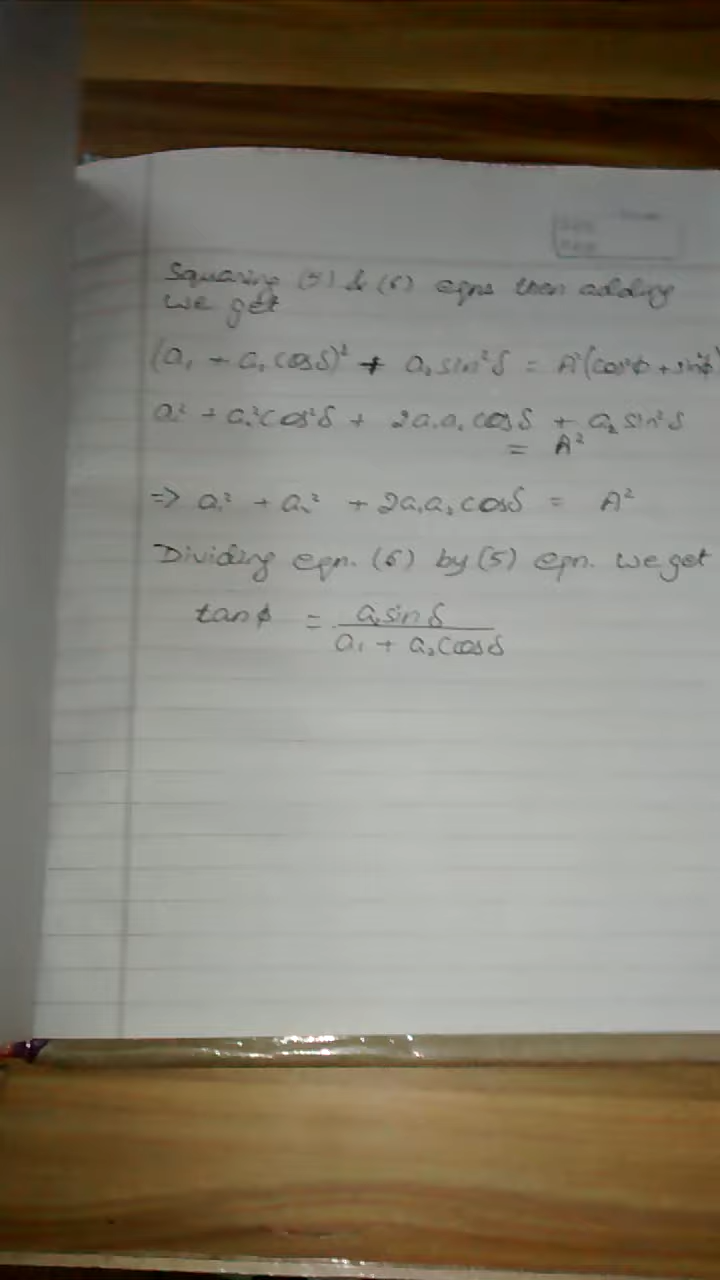 Squaring (5) & (6) eqns then adding
we get
(a₁ + a₂ cosδ)² + a₂ sin²δ = A²(cos²φ + sin²φ)
a₁² + a₂² cos²δ + 2a₁a₂ cosδ + a₂ sin²δ
= A²
⇒ a₁² + a₂² + 2a₁a₂ cosδ = A²
Dividing eqn. (6) by (5) eqn. we get
tanφ = a₂ sinδ / a₁ + a₂ cosδ